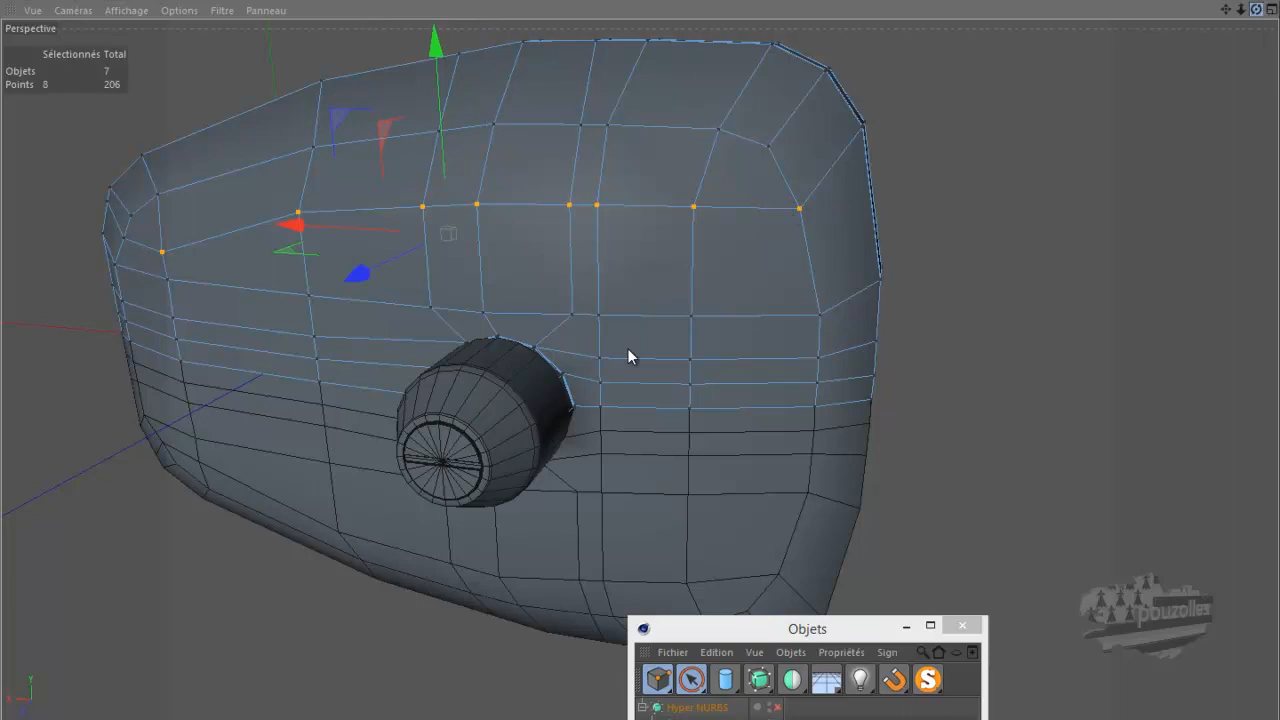 Vue Caméras Affichage Options Filtre Panneau
Perspective
Sélectionnés Total
Objets 7
Points 8 206
pouzolles
Objets
Fichier Edition Vue Objets Propriétés Sign
S
Hyper NURBS
Y
X